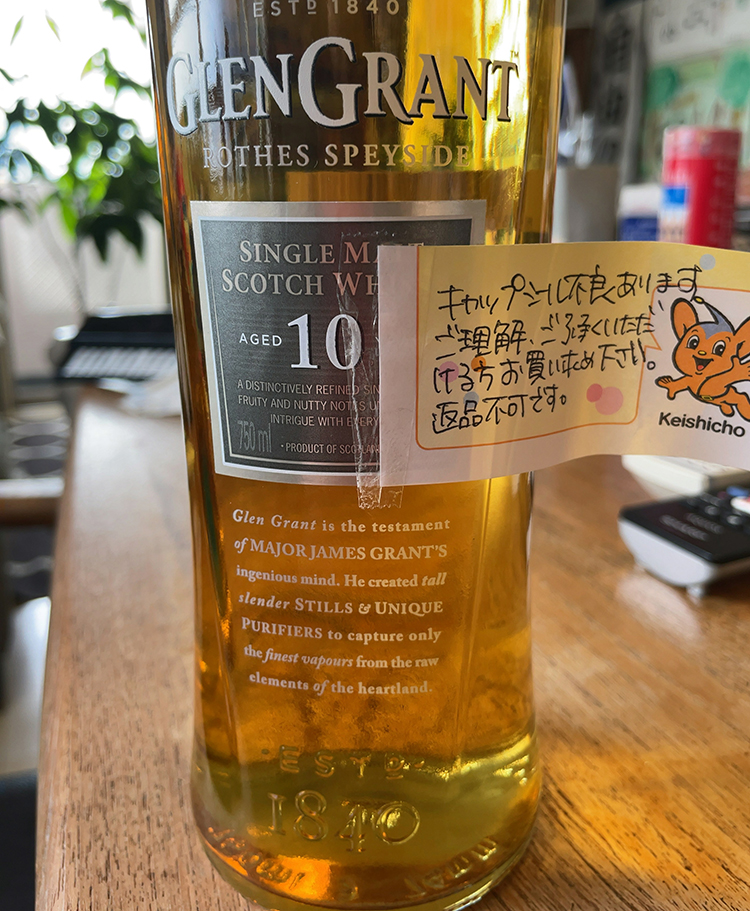 ESTD 1840
GLENGRANT
ROTHES SPEYSIDE
SINGLE MALT
SCOTCH WH
AGED 10
A DISTINCTIVELY REFINED SIN
FRUITY AND NUTTY NOTES U
INTRIGUE WITH EVERY
750 ml
• PRODUCT OF SCOTLAN
キャップシール不良あります。
ご理解、ご了承いただ
ける方お買い求め下さい。
返品不可です。
Keishicho
Glen Grant is the testament
of MAJOR JAMES GRANT'S
ingenious mind. He created tall
slender STILLS & UNIQUE
PURIFIERS to capture only
the finest vapours from the raw
elements of the heartland.
ESTD
1840